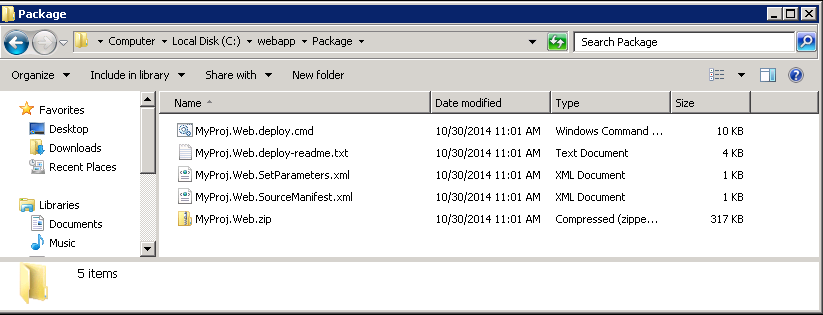 Package
Computer Local Disk (C:) webapp Package Search Package
Organize Include in library Share with New folder
Favorites
Desktop
Downloads
Recent Places
Libraries
Documents
Music
Name Date modified Type Size
MyProj.Web.deploy.cmd 10/30/2014 11:01 AM Windows Command ... 10 KB
MyProj.Web.deploy-readme.txt 10/30/2014 11:01 AM Text Document 4 KB
MyProj.Web.SetParameters.xml 10/30/2014 11:01 AM XML Document 1 KB
MyProj.Web.SourceManifest.xml 10/30/2014 11:01 AM XML Document 1 KB
MyProj.Web.zip 10/30/2014 11:01 AM Compressed (zippe... 317 KB
5 items